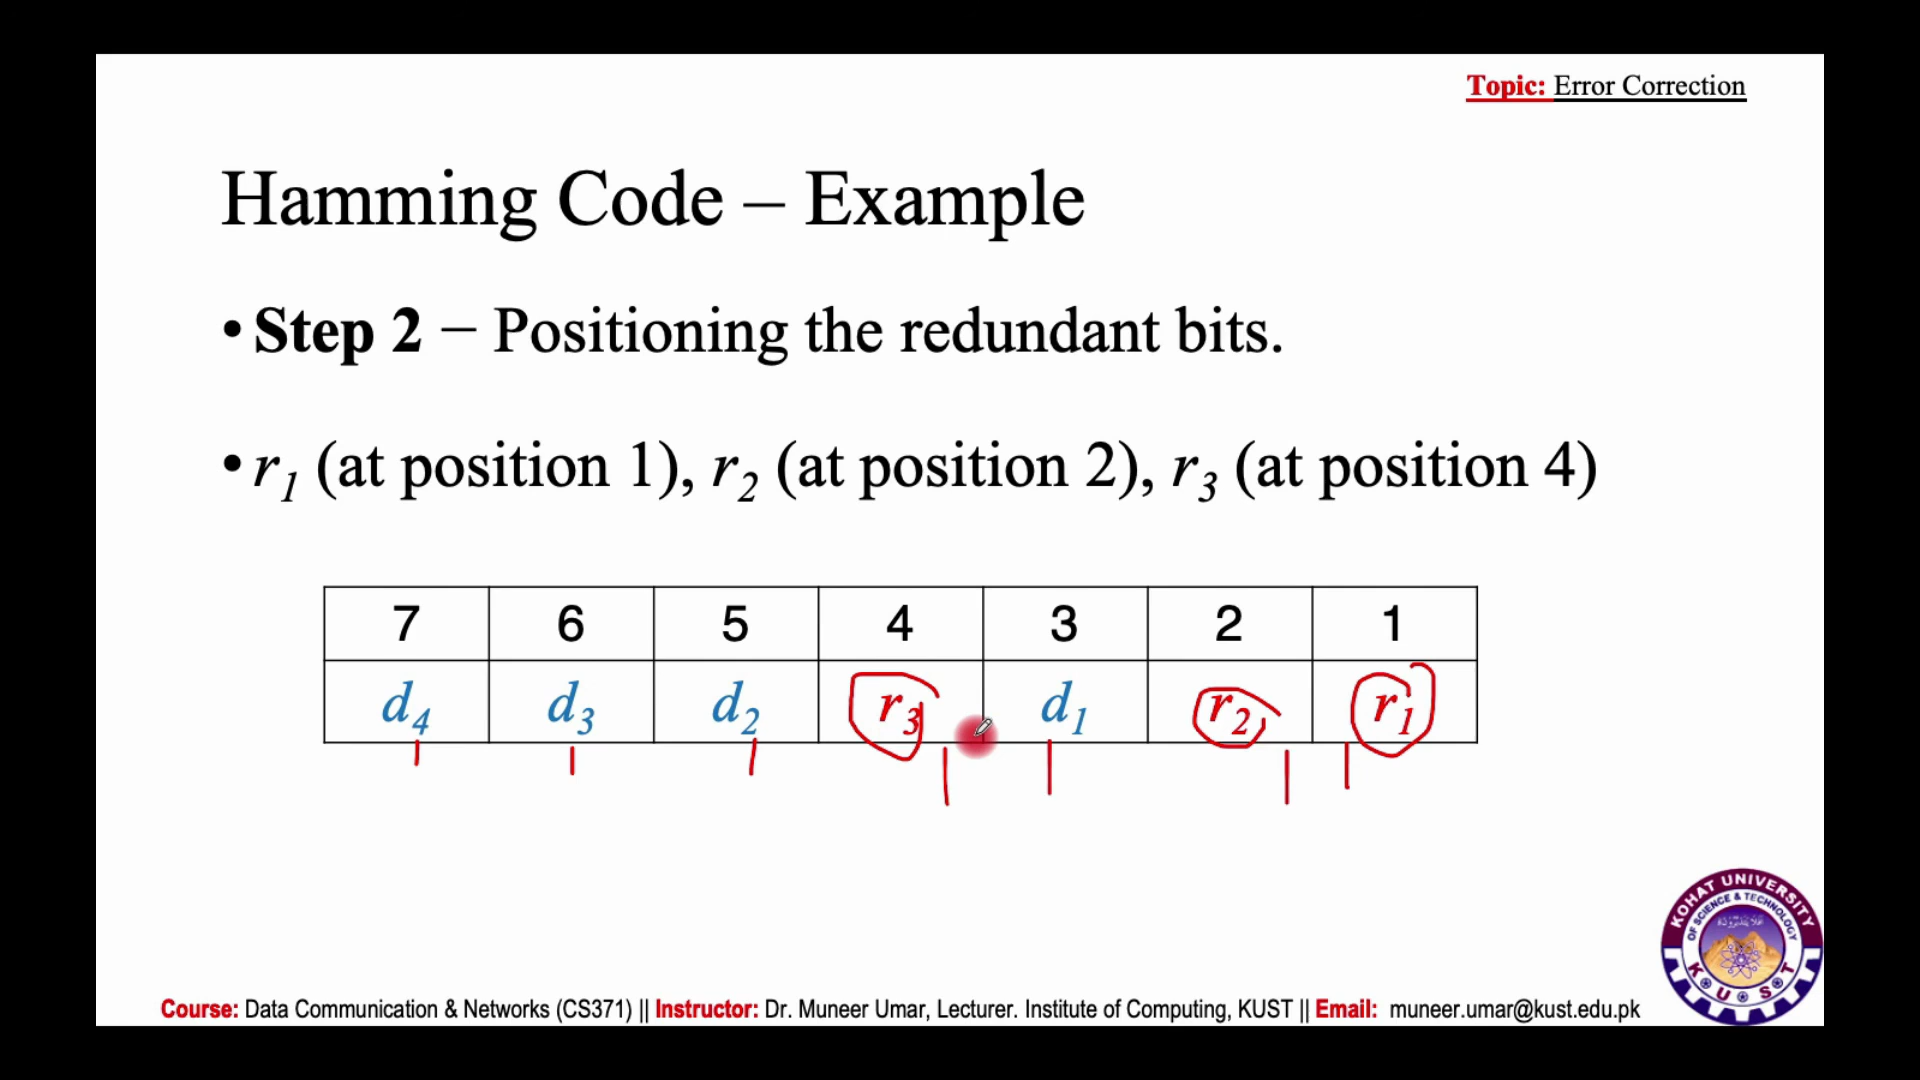 Topic: Error Correction
Hamming Code – Example
•Step 2 − Positioning the redundant bits.
•r1 (at position 1), r2 (at position 2), r3 (at position 4)
7 6 5 4 3 2 1
d4 d3 d2 r3 d1 r2 r1
KOHAT UNIVERSITY
OF SCIENCE & TECHNOLOGY
K U S T
Course: Data Communication & Networks (CS371) || Instructor: Dr. Muneer Umar, Lecturer. Institute of Computing, KUST || Email: muneer.umar@kust.edu.pk